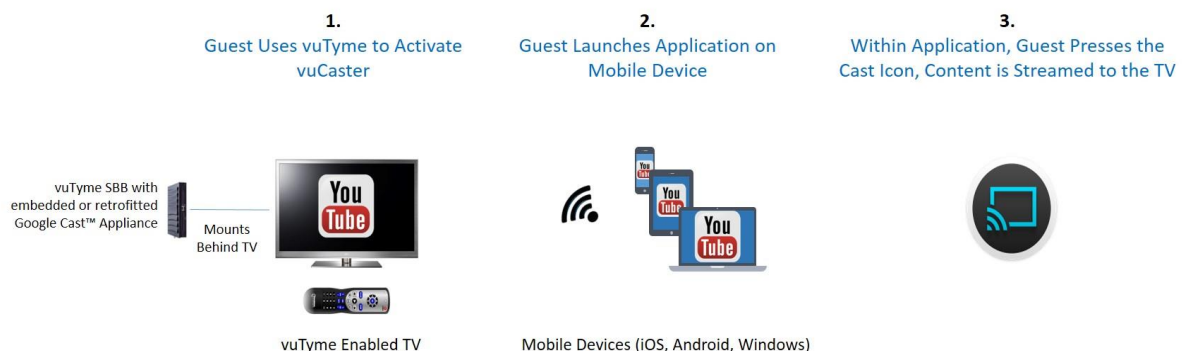 1.
Guest Uses vuTyme to Activate
vuCaster
2.
Guest Launches Application on
Mobile Device
3.
Within Application, Guest Presses the
Cast Icon, Content is Streamed to the TV
vuTyme SBB with
embedded or retrofitted
Google Cast™ Appliance
Mounts
Behind TV
You
Tube
You
Tube
You
Tube
You
Tube
vuTyme Enabled TV
Mobile Devices (iOS, Android, Windows)